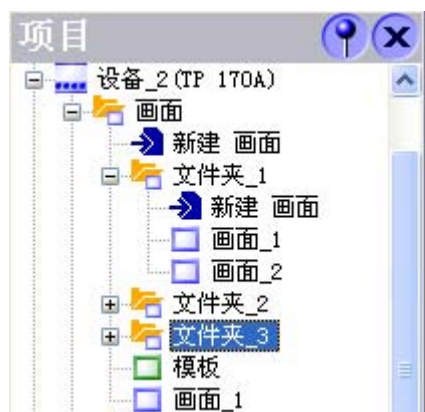 项目
设备_2(TP 170A)
画面
新建 画面
文件夹_1
新建 画面
画面_1
画面_2
文件夹_2
文件夹_3
模板
画面_1